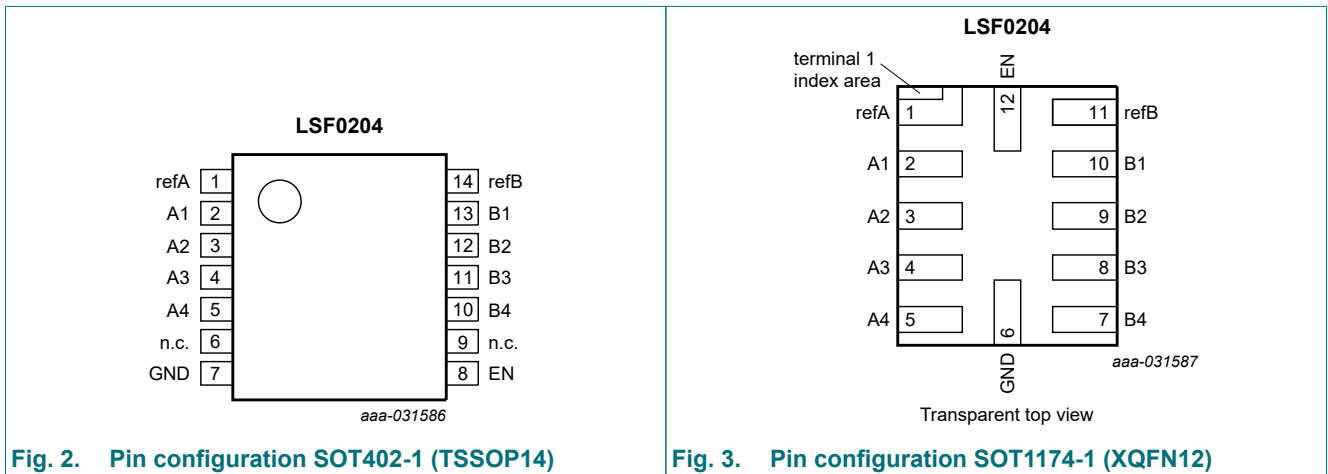 LSF0204
refA 1
14 refB
A1 2
13 B1
A2 3
12 B2
A3 4
11 B3
A4 5
10 B4
n.c. 6
9 n.c.
GND 7
8 EN
aaa-031586
Fig. 2. Pin configuration SOT402-1 (TSSOP14)
LSF0204
terminal 1
index area
EN
12
refA 1
11 refB
A1 2
10 B1
A2 3
9 B2
A3 4
8 B3
A4 5
7 B4
6
GND
aaa-031587
Transparent top view
Fig. 3. Pin configuration SOT1174-1 (XQFN12)